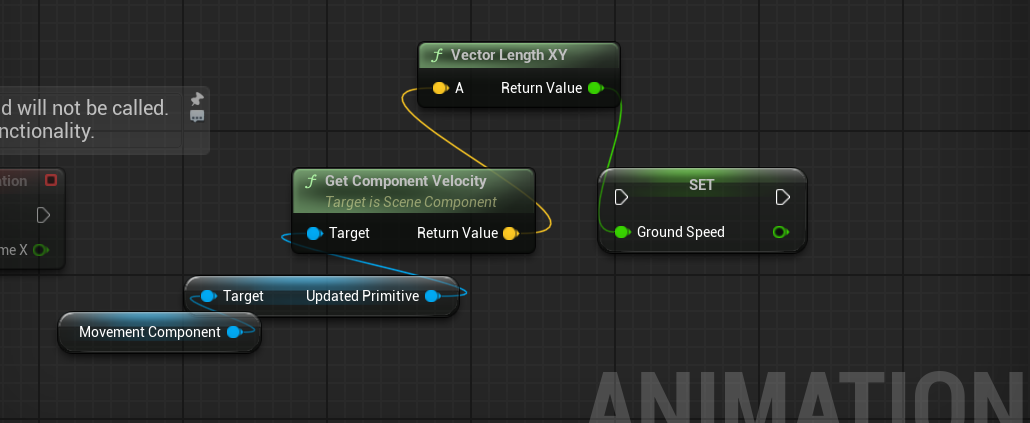 Vector Length XY
A Return Value
d will not be called.
nctionality.
ation
me X
Get Component Velocity
Target is Scene Component
Target Return Value
SET
Ground Speed
Target Updated Primitive
Movement Component
ANIMATION